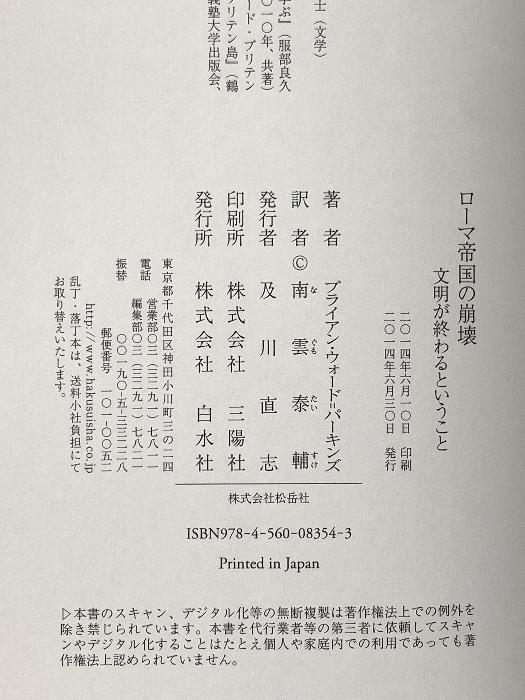 士（文学）
学ぶ』（服部良久
〇一〇年、共著）
ード・ブリテン
ブリテン島』（鶴
義塾大学出版会、
ローマ帝国の崩壊
文明が終わるということ
二〇一四年六月一〇日　印刷
二〇一四年六月三〇日　発行
著　者　ブライアン・ウォード＝パーキンズ
訳　者　©　南雲泰輔
な　ぐも　たい　すけ
発行者　及川直志
印刷所　株式会社　三陽社
発行所　株式会社　白水社
東京都千代田区神田小川町三の二四
電話　営業部〇三（三二九一）七八一一
編集部〇三（三二九一）七八二一
振替　〇〇一九〇-五-三三二二八
郵便番号　一〇一-〇〇五二
http://www.hakusuisha.co.jp
乱丁・落丁本は、送料小社負担にて
お取り替えいたします。
株式会社松岳社
ISBN978-4-560-08354-3
Printed in Japan
▷本書のスキャン、デジタル化等の無断複製は著作権法上での例外を
除き禁じられています。本書を代行業者等の第三者に依頼してスキャ
ンやデジタル化することはたとえ個人や家庭内での利用であっても著
作権法上認められていません。